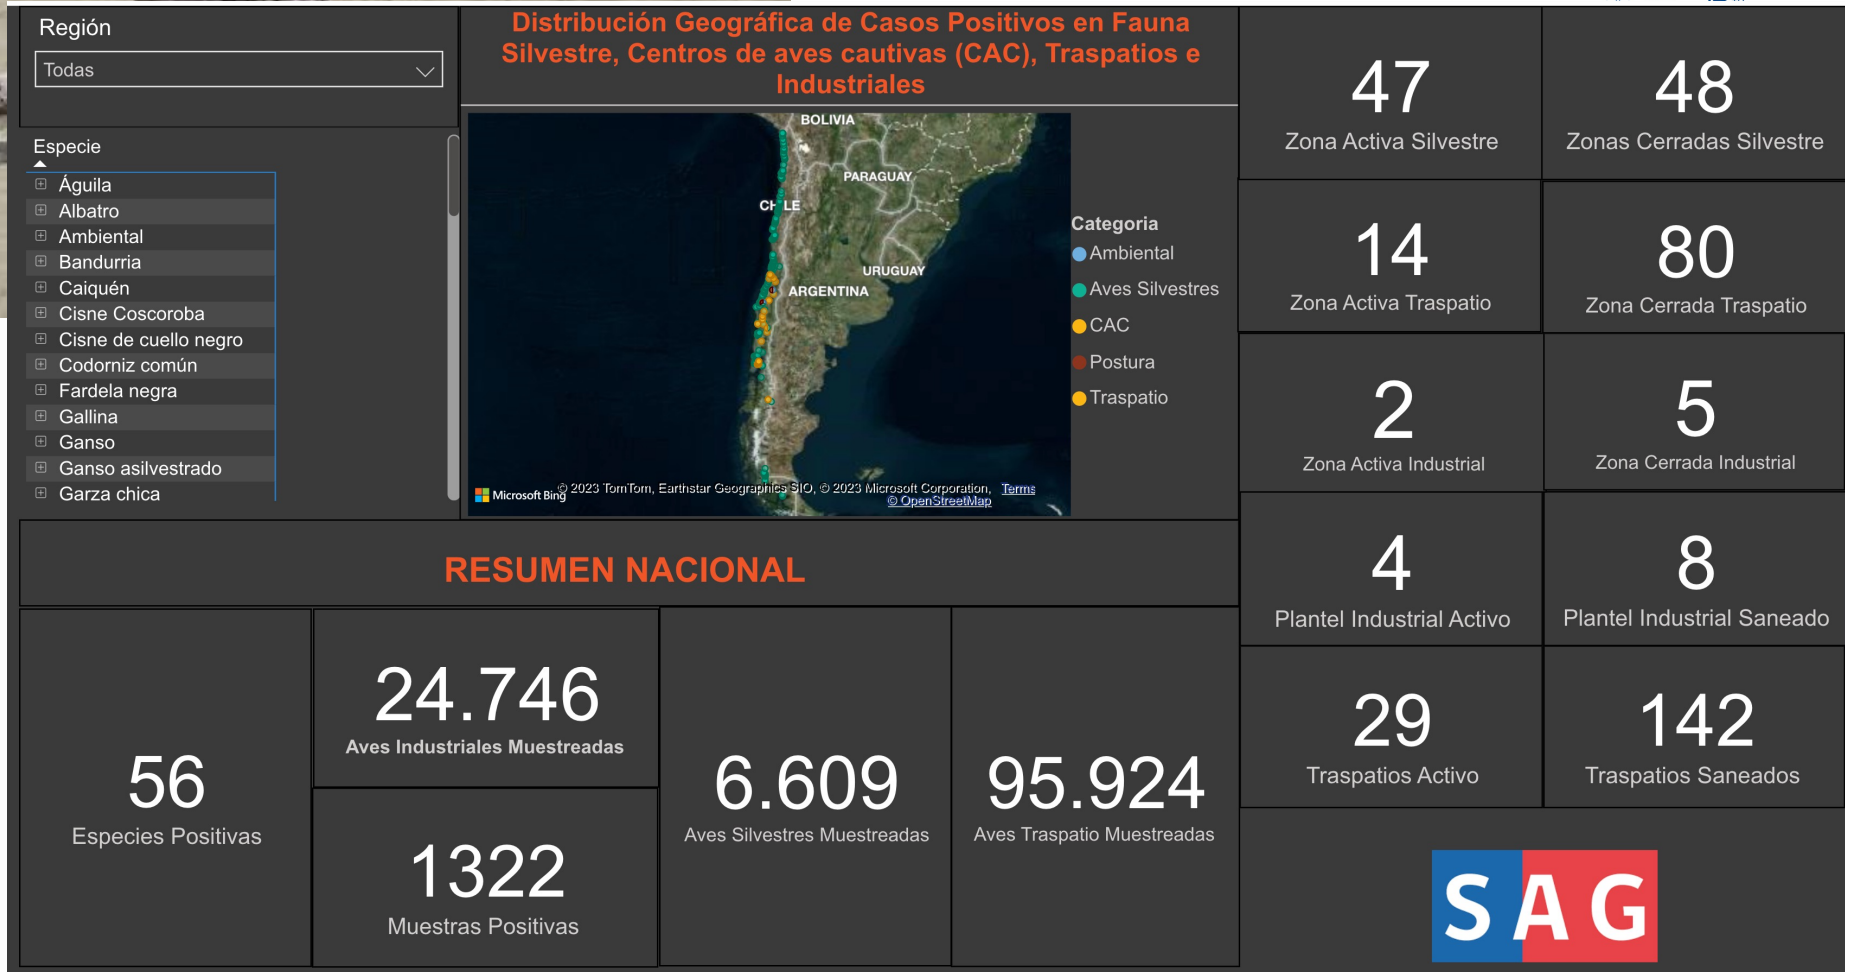 Región
Todas
Especie
Águila
Albatro
Ambiental
Bandurria
Caiquén
Cisne Coscoroba
Cisne de cuello negro
Codorniz común
Fardela negra
Gallina
Ganso
Ganso asilvestrado
Garza chica
Distribución Geográfica de Casos Positivos en Fauna
Silvestre, Centros de aves cautivas (CAC), Traspatios e
Industriales
BOLIVIA
PARAGUAY
CHILE
URUGUAY
ARGENTINA
Microsoft Bing
© 2023 TomTom, Earthstar Geographics SIO, © 2023 Microsoft Corporation, Terms
© OpenStreetMap
Categoria
Ambiental
Aves Silvestres
CAC
Postura
Traspatio
47
Zona Activa Silvestre
48
Zonas Cerradas Silvestre
14
Zona Activa Traspatio
80
Zona Cerrada Traspatio
2
Zona Activa Industrial
5
Zona Cerrada Industrial
4
Plantel Industrial Activo
8
Plantel Industrial Saneado
29
Traspatios Activo
142
Traspatios Saneados
RESUMEN NACIONAL
56
Especies Positivas
24.746
Aves Industriales Muestreadas
1322
Muestras Positivas
6.609
Aves Silvestres Muestreadas
95.924
Aves Traspatio Muestreadas
SAG